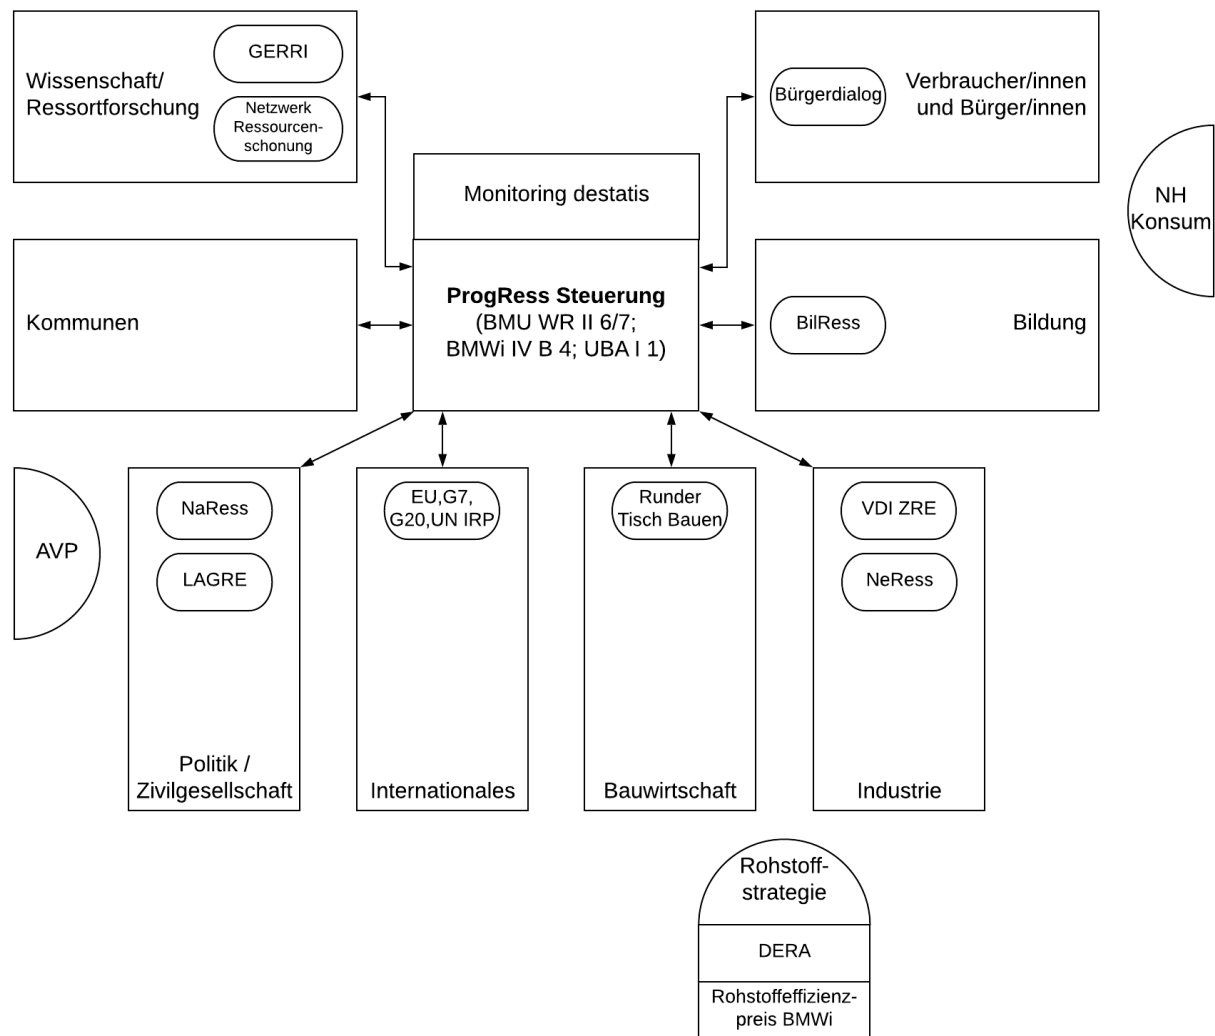 GERRI
Wissenschaft/
Ressortforschung
Netzwerk
Ressourcen-
schonung
Bürgerdialog
Verbraucher/innen
und Bürger/innen
NH
Konsum
Monitoring destatis
Kommunen
ProgRess Steuerung
(BMU WR II 6/7;
BMWi IV B 4; UBA I 1)
BilRess
Bildung
AVP
NaRess
LAGRE
Politik /
Zivilgesellschaft
EU,G7,
G20,UN IRP
Internationales
Runder
Tisch Bauen
Bauwirtschaft
VDI ZRE
NeRess
Industrie
Rohstoff-
strategie
DERA
Rohstoffeffizienz-
preis BMWi